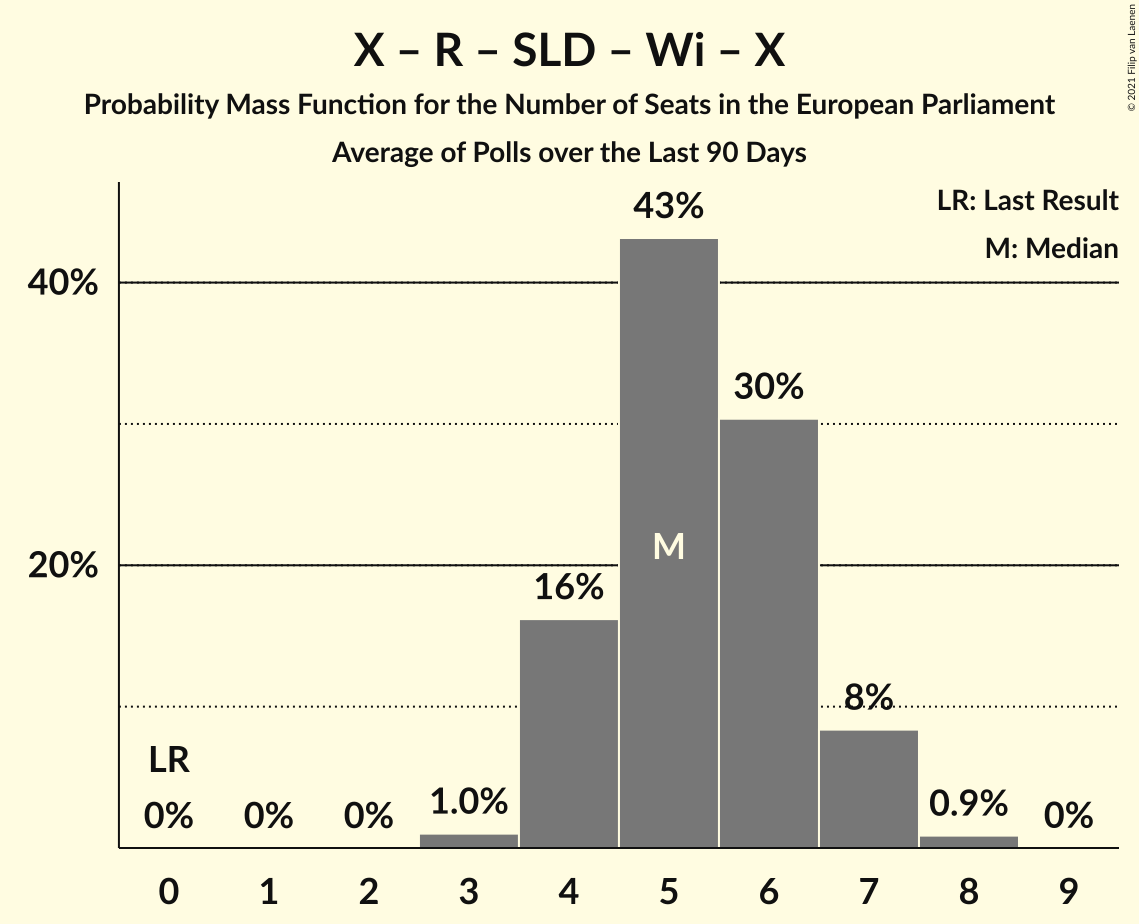 X – R – SLD – Wi – X
Probability Mass Function for the Number of Seats in the European Parliament
Average of Polls over the Last 90 Days
© 2021 Filip van Laenen
LR: Last Result
M: Median
43%
40%
30%
M
20%
16%
8%
LR
0% 0% 0% 1.0% 0.9% 0%
0 1 2 3 4 5 6 7 8 9